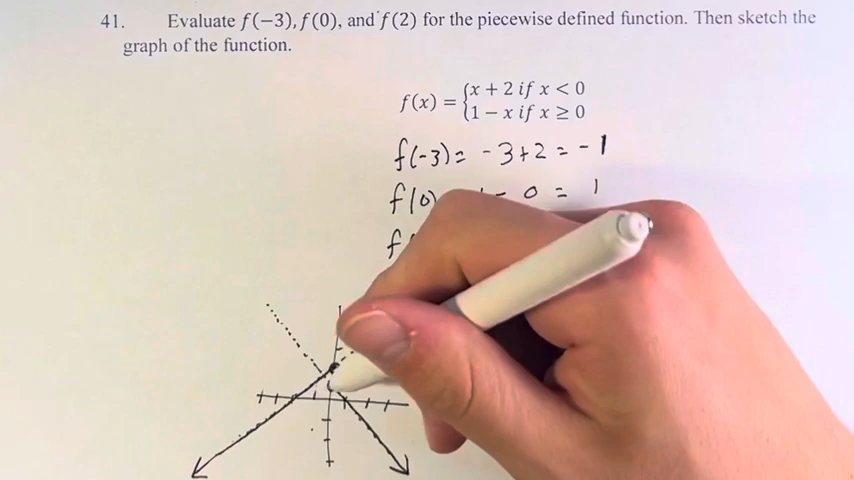 41. Evaluate f(−3), f(0), and f(2) for the piecewise defined function. Then sketch the
graph of the function.
f(x) = {x + 2 if x < 0
{1 − x if x ≥ 0
f(-3) = -3+2 = -1
f(0) - 0 = 1
f(